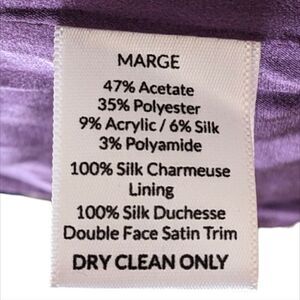 MARGE
47% Acetate
35% Polyester
9% Acrylic / 6% Silk
3% Polyamide
100% Silk Charmeuse
Lining
100% Silk Duchesse
Double Face Satin Trim
DRY CLEAN ONLY